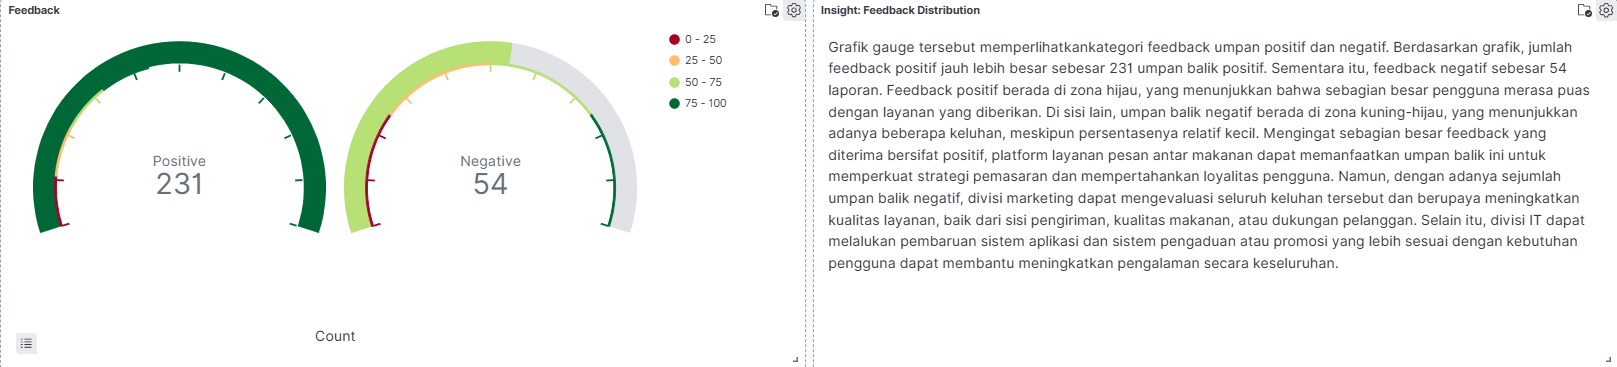 Feedback
0 - 25
25 - 50
50 - 75
75 - 100
Positive
231
Negative
54
Count
Insight: Feedback Distribution
Grafik gauge tersebut memperlihatkankategori feedback umpan positif dan negatif. Berdasarkan grafik, jumlah
feedback positif jauh lebih besar sebesar 231 umpan balik positif. Sementara itu, feedback negatif sebesar 54
laporan. Feedback positif berada di zona hijau, yang menunjukkan bahwa sebagian besar pengguna merasa puas
dengan layanan yang diberikan. Di sisi lain, umpan balik negatif berada di zona kuning-hijau, yang menunjukkan
adanya beberapa keluhan, meskipun persentasenya relatif kecil. Mengingat sebagian besar feedback yang
diterima bersifat positif, platform layanan pesan antar makanan dapat memanfaatkan umpan balik ini untuk
memperkuat strategi pemasaran dan mempertahankan loyalitas pengguna. Namun, dengan adanya sejumlah
umpan balik negatif, divisi marketing dapat mengevaluasi seluruh keluhan tersebut dan berupaya meningkatkan
kualitas layanan, baik dari sisi pengiriman, kualitas makanan, atau dukungan pelanggan. Selain itu, divisi IT dapat
melalukan pembaruan sistem aplikasi dan sistem pengaduan atau promosi yang lebih sesuai dengan kebutuhan
pengguna dapat membantu meningkatkan pengalaman secara keseluruhan.